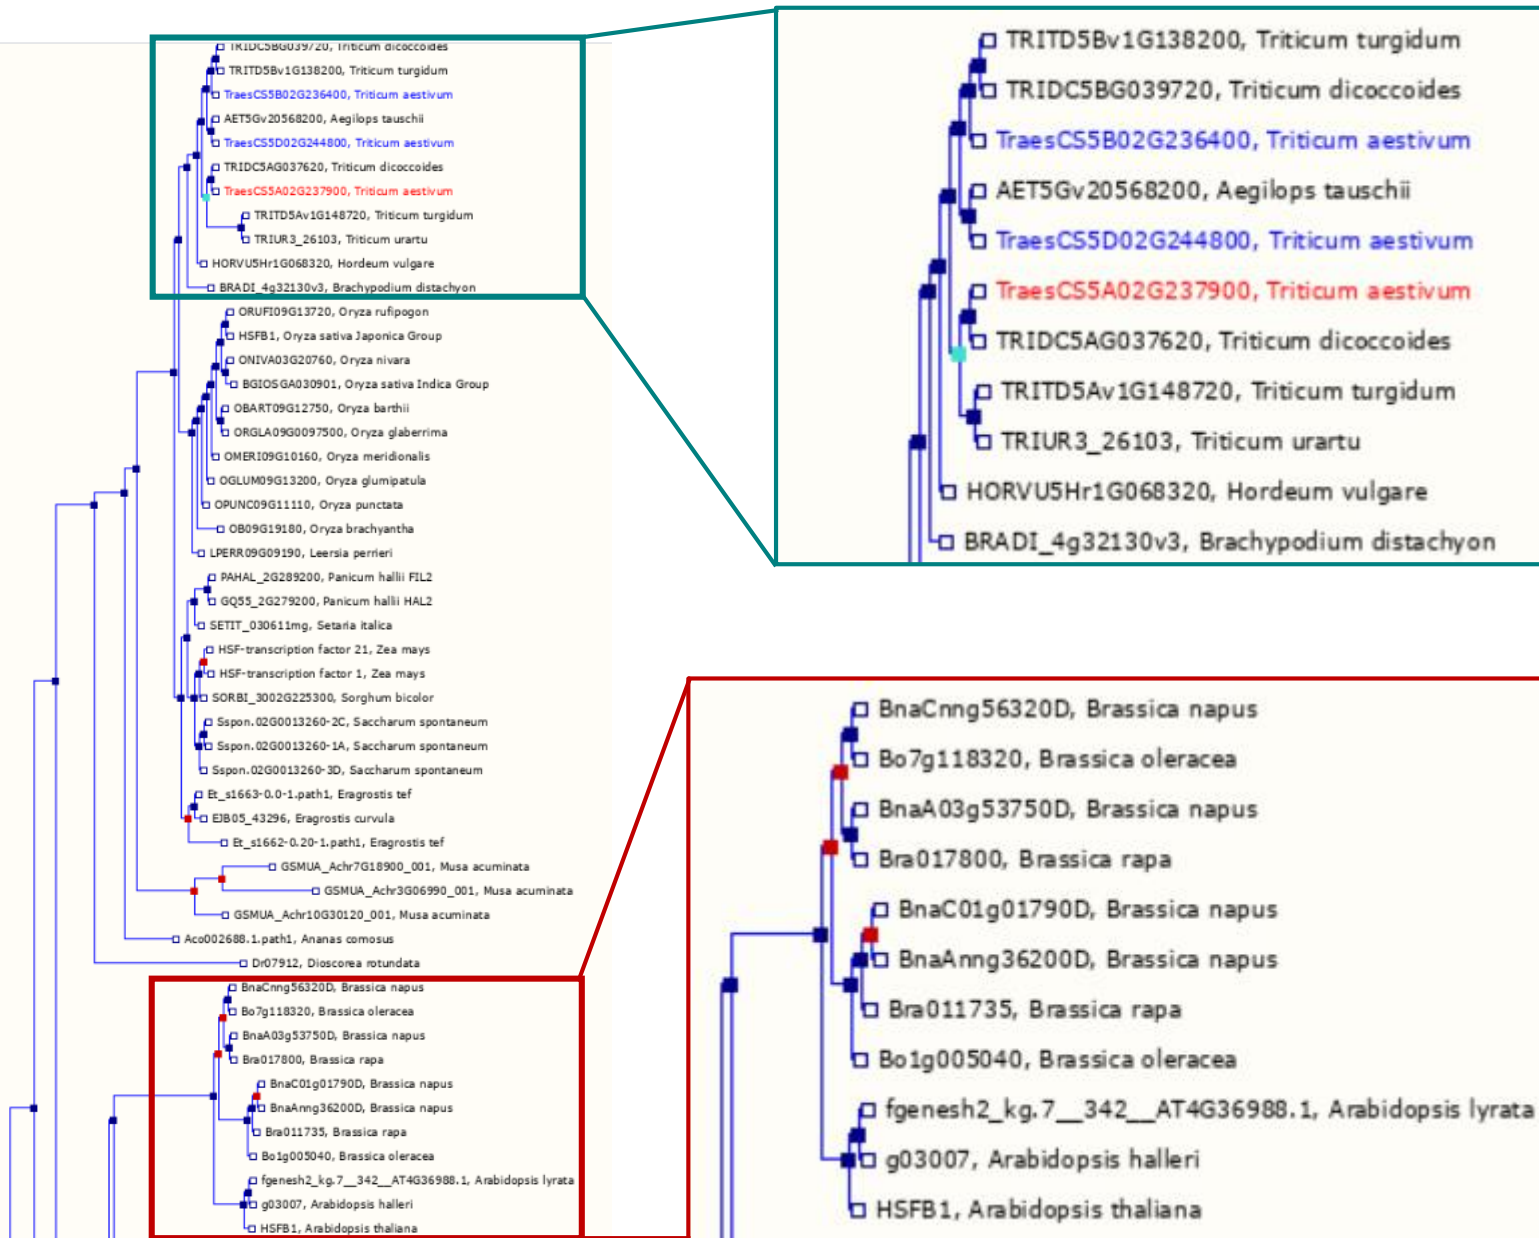 TRIDC5BG039720, Triticum dicoccoides
TRITD5Bv1G138200, Triticum turgidum
TraesCS5B02G236400, Triticum aestivum
AET5Gv20568200, Aegilops tauschii
TraesCS5D02G244800, Triticum aestivum
TRIDC5AG037620, Triticum dicoccoides
TraesCS5A02G237900, Triticum aestivum
TRITD5Av1G148720, Triticum turgidum
TRIUR3_26103, Triticum urartu
HORVU5Hr1G068320, Hordeum vulgare
BRADI_4g32130v3, Brachypodium distachyon
ORUFI09G13720, Oryza rufipogon
HSFB1, Oryza sativa Japonica Group
ONIVA03G20760, Oryza nivara
BGIOSGA030901, Oryza sativa Indica Group
OBART09G12750, Oryza barthii
ORGLA09G0097500, Oryza glaberrima
OMERI09G10160, Oryza meridionalis
OGLUM09G13200, Oryza glumipatula
OPUNC09G11110, Oryza punctata
OB09G19180, Oryza brachyantha
LPERR09G09190, Leersia perrieri
PAHAL_2G289200, Panicum hallii FIL2
GQ55_2G279200, Panicum hallii HAL2
SETIT_030611mg, Setaria italica
HSF-transcription factor 21, Zea mays
HSF-transcription factor 1, Zea mays
SORBI_3002G225300, Sorghum bicolor
Sspon.02G0013260-2C, Saccharum spontaneum
Sspon.02G0013260-1A, Saccharum spontaneum
Sspon.02G0013260-3D, Saccharum spontaneum
Et_s1663-0.0-1.path1, Eragrostis tef
EJB05_43296, Eragrostis curvula
Et_s1662-0.20-1.path1, Eragrostis tef
GSMUA_Achr7G18900_001, Musa acuminata
GSMUA_Achr3G06990_001, Musa acuminata
GSMUA_Achr10G30120_001, Musa acuminata
Aco002688.1.path1, Ananas comosus
Dr07912, Dioscorea rotundata
BnaCnng56320D, Brassica napus
Bo7g118320, Brassica oleracea
BnaA03g53750D, Brassica napus
Bra017800, Brassica rapa
BnaC01g01790D, Brassica napus
BnaAnng36200D, Brassica napus
Bra011735, Brassica rapa
Bo1g005040, Brassica oleracea
fgenesh2_kg.7__342__AT4G36988.1, Arabidopsis lyrata
g03007, Arabidopsis halleri
HSFB1, Arabidopsis thaliana
TRITD5Bv1G138200, Triticum turgidum
TRIDC5BG039720, Triticum dicoccoides
TraesCS5B02G236400, Triticum aestivum
AET5Gv20568200, Aegilops tauschii
TraesCS5D02G244800, Triticum aestivum
TraesCS5A02G237900, Triticum aestivum
TRIDC5AG037620, Triticum dicoccoides
TRITD5Av1G148720, Triticum turgidum
TRIUR3_26103, Triticum urartu
HORVU5Hr1G068320, Hordeum vulgare
BRADI_4g32130v3, Brachypodium distachyon
BnaCnng56320D, Brassica napus
Bo7g118320, Brassica oleracea
BnaA03g53750D, Brassica napus
Bra017800, Brassica rapa
BnaC01g01790D, Brassica napus
BnaAnng36200D, Brassica napus
Bra011735, Brassica rapa
Bo1g005040, Brassica oleracea
fgenesh2_kg.7__342__AT4G36988.1, Arabidopsis lyrata
g03007, Arabidopsis halleri
HSFB1, Arabidopsis thaliana